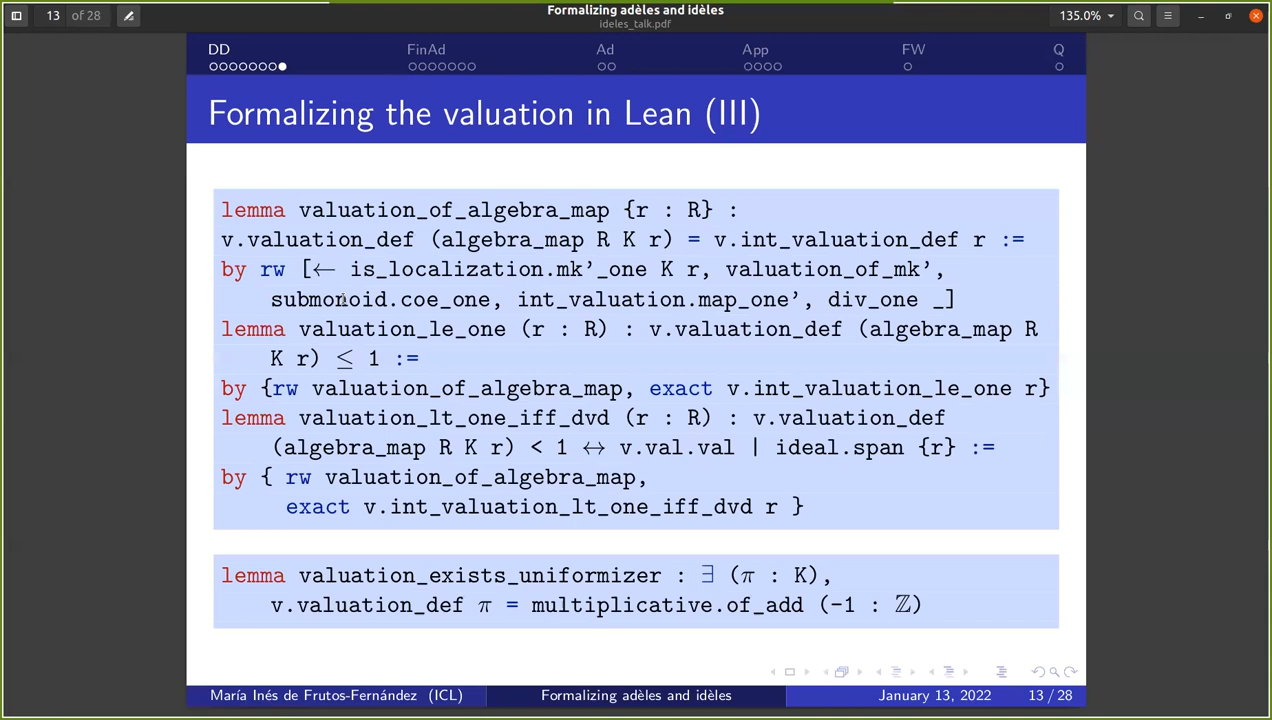 13 of 28
Formalizing adèles and idèles
ideles_talk.pdf
135.0%
DD FinAd Ad App FW Q
Formalizing the valuation in Lean (III)
lemma valuation_of_algebra_map {r : R} :
v.valuation_def (algebra_map R K r) = v.int_valuation_def r :=
by rw [← is_localization.mk’_one K r, valuation_of_mk’,
submonoid.coe_one, int_valuation.map_one’, div_one _]
lemma valuation_le_one (r : R) : v.valuation_def (algebra_map R
K r) ≤ 1 :=
by {rw valuation_of_algebra_map, exact v.int_valuation_le_one r}
lemma valuation_lt_one_iff_dvd (r : R) : v.valuation_def
(algebra_map R K r) < 1 ↔ v.val.val | ideal.span {r} :=
by { rw valuation_of_algebra_map,
exact v.int_valuation_lt_one_iff_dvd r }
lemma valuation_exists_uniformizer : ∃ (π : K),
v.valuation_def π = multiplicative.of_add (-1 : ℤ)
María Inés de Frutos-Fernández (ICL) Formalizing adèles and idèles January 13, 2022 13 / 28